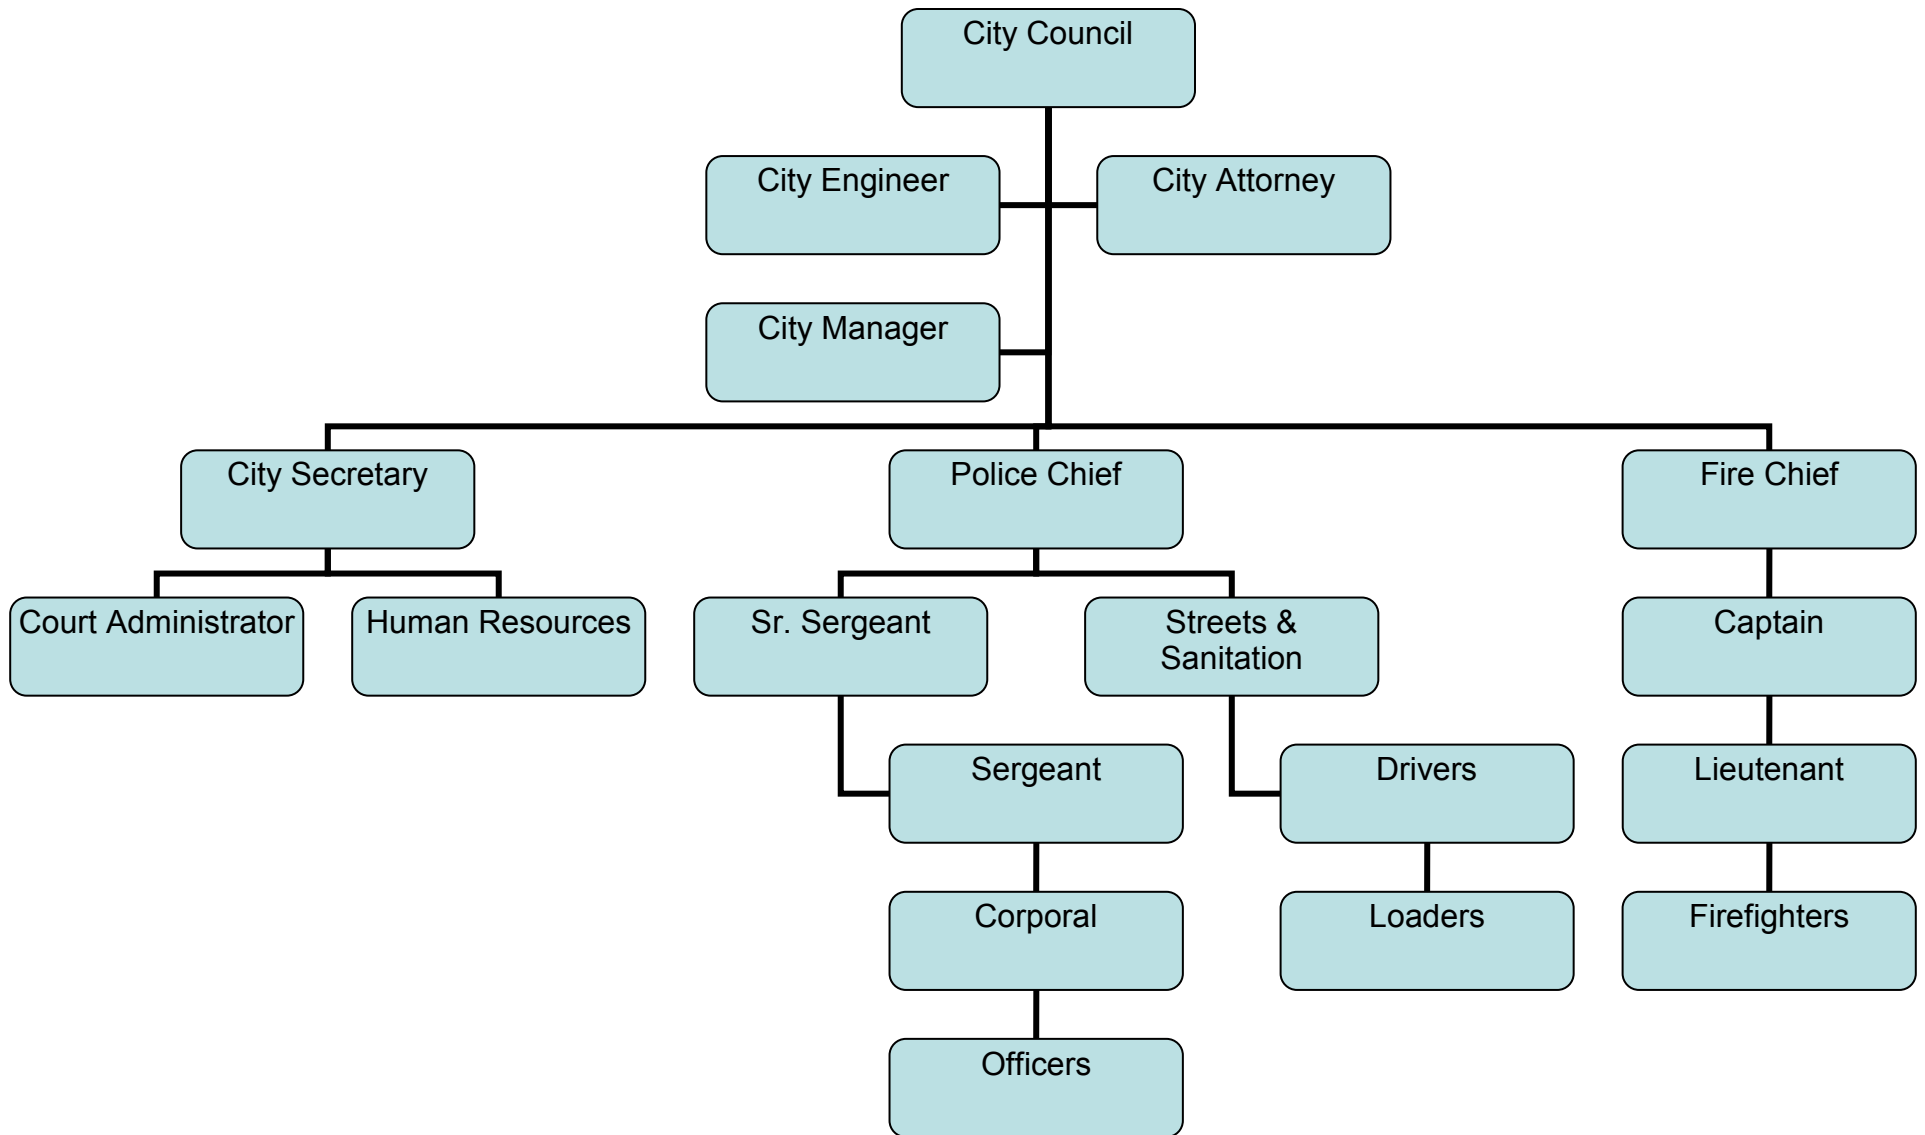 City Council
City Engineer
City Attorney
City Manager
City Secretary
Police Chief
Fire Chief
Court Administrator
Human Resources
Sr. Sergeant
Streets &
Sanitation
Captain
Sergeant
Drivers
Lieutenant
Corporal
Loaders
Firefighters
Officers